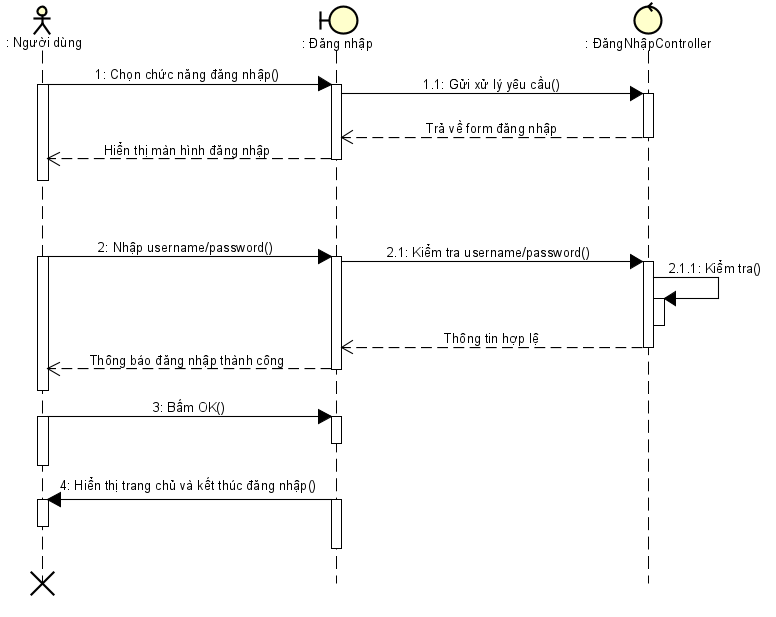 : Người dùng
: Đăng nhập
: ĐăngNhậpController
1: Chọn chức năng đăng nhập()
1.1: Gửi xử lý yêu cầu()
Trả về form đăng nhập
Hiển thị màn hình đăng nhập
2: Nhập username/password()
2.1: Kiểm tra username/password()
2.1.1: Kiểm tra()
Thông tin hợp lệ
Thông báo đăng nhập thành công
3: Bấm OK()
4: Hiển thị trang chủ và kết thúc đăng nhập()